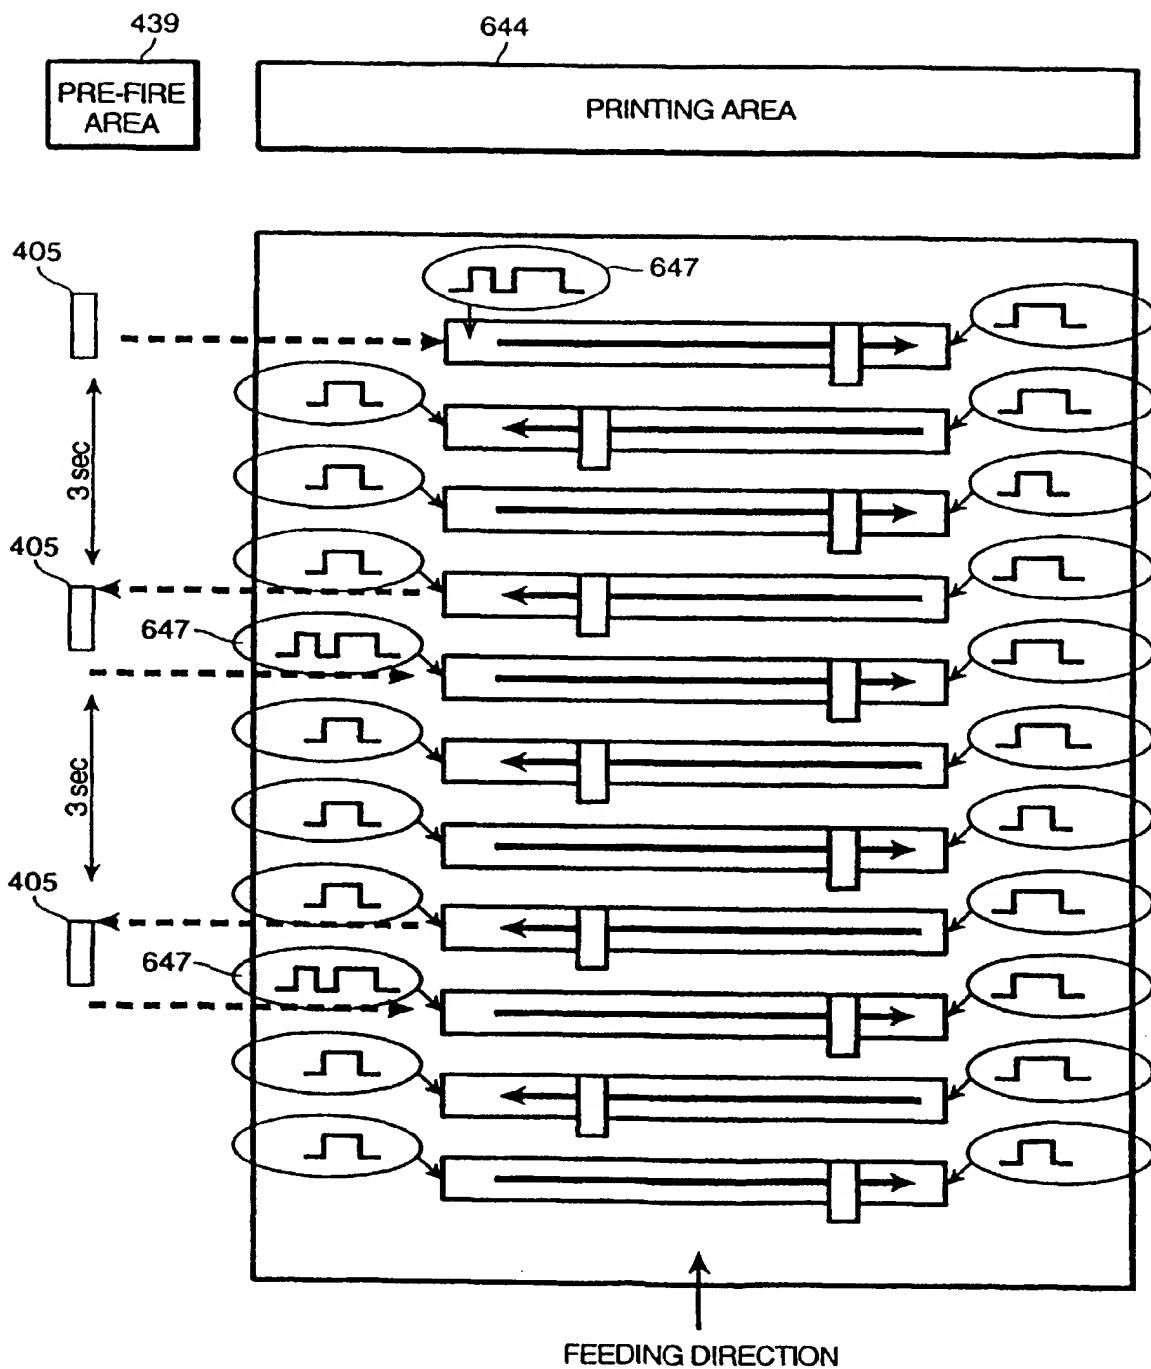 439
644
PRE-FIRE
AREA
PRINTING AREA
405
647
3 sec
405
647
3 sec
405
647
FEEDING DIRECTION